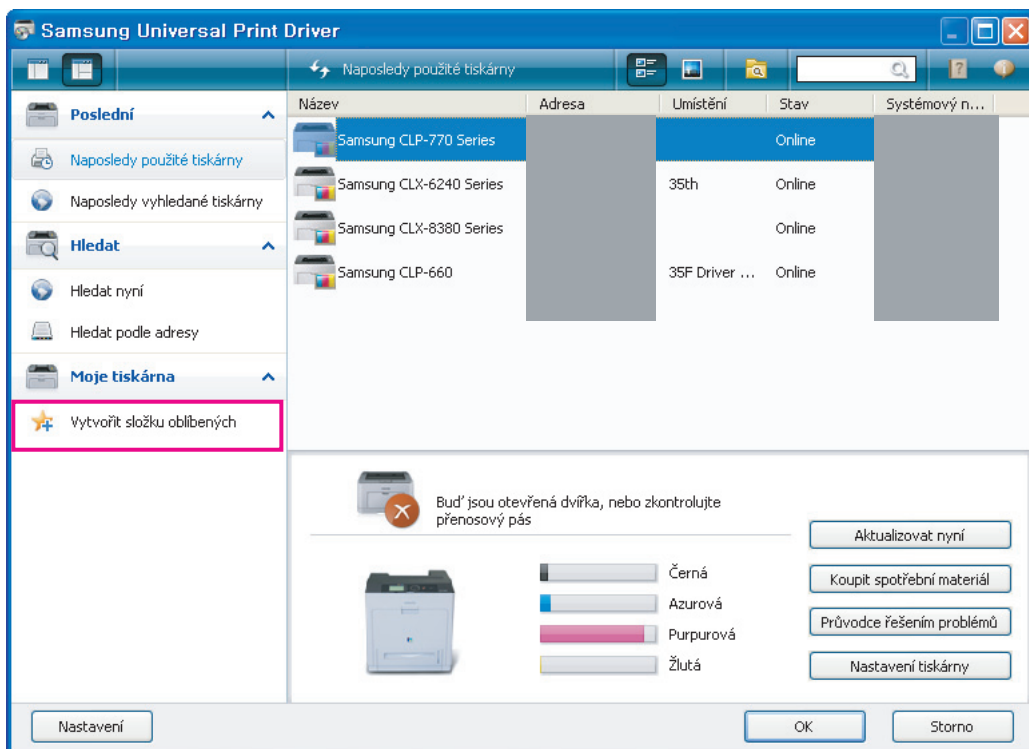 Samsung Universal Print Driver
Naposledy použité tiskárny
Poslední
Naposledy použité tiskárny
Naposledy vyhledané tiskárny
Hledat
Hledat nyní
Hledat podle adresy
Moje tiskárna
Vytvořit složku oblíbených
Název Adresa Umístění Stav Systémový n...
Samsung CLP-770 Series Online
Samsung CLX-6240 Series 35th Online
Samsung CLX-8380 Series Online
Samsung CLP-660 35F Driver ... Online
Buď jsou otevřená dvířka, nebo zkontrolujte
přenosový pás
Černá
Azurová
Purpurová
Žlutá
Aktualizovat nyní
Koupit spotřební materiál
Průvodce řešením problémů
Nastavení tiskárny
Nastavení
OK
Storno